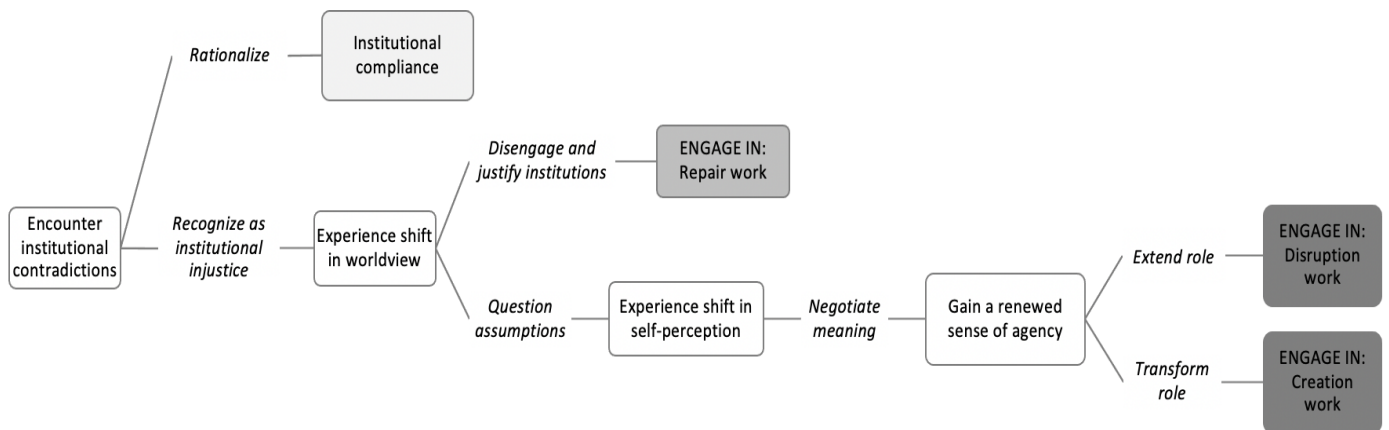 Rationalize
Institutional
compliance
Encounter
institutional
contradictions
Recognize as
institutional
injustice
Experience shift
in worldview
Disengage and
justify institutions
ENGAGE IN:
Repair work
Question
assumptions
Experience shift in
self-perception
Negotiate
meaning
Gain a renewed
sense of agency
Extend role
ENGAGE IN:
Disruption
work
Transform
role
ENGAGE IN:
Creation
work